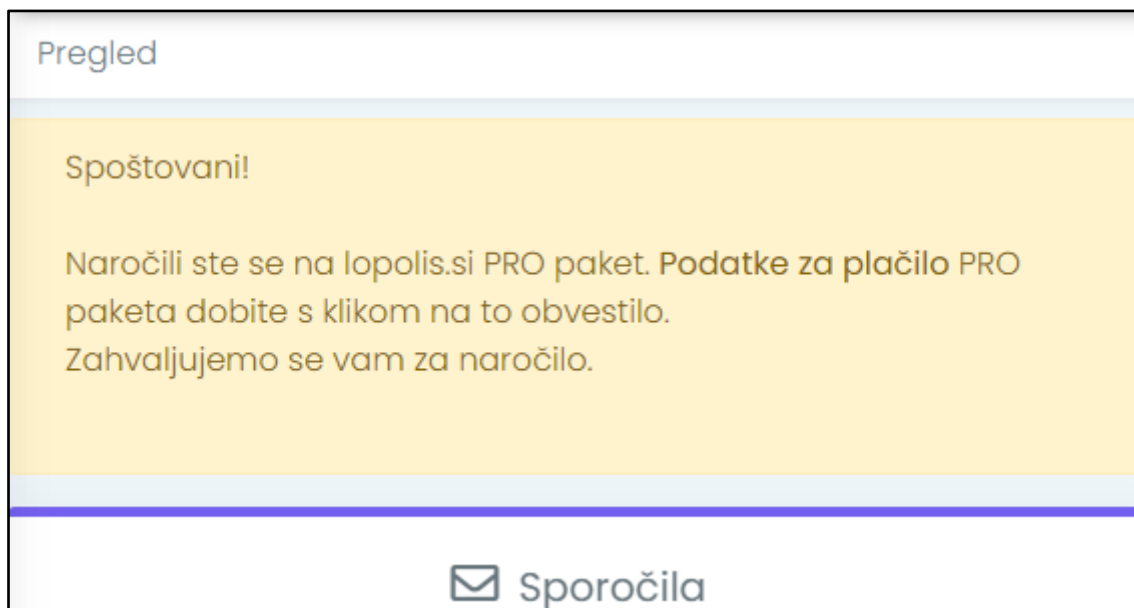 Pregled
Spoštovani!
Naročili ste se na lopolis.si PRO paket. Podatke za plačilo PRO
paketa dobite s klikom na to obvestilo.
Zahvaljujemo se vam za naročilo.
Sporočila